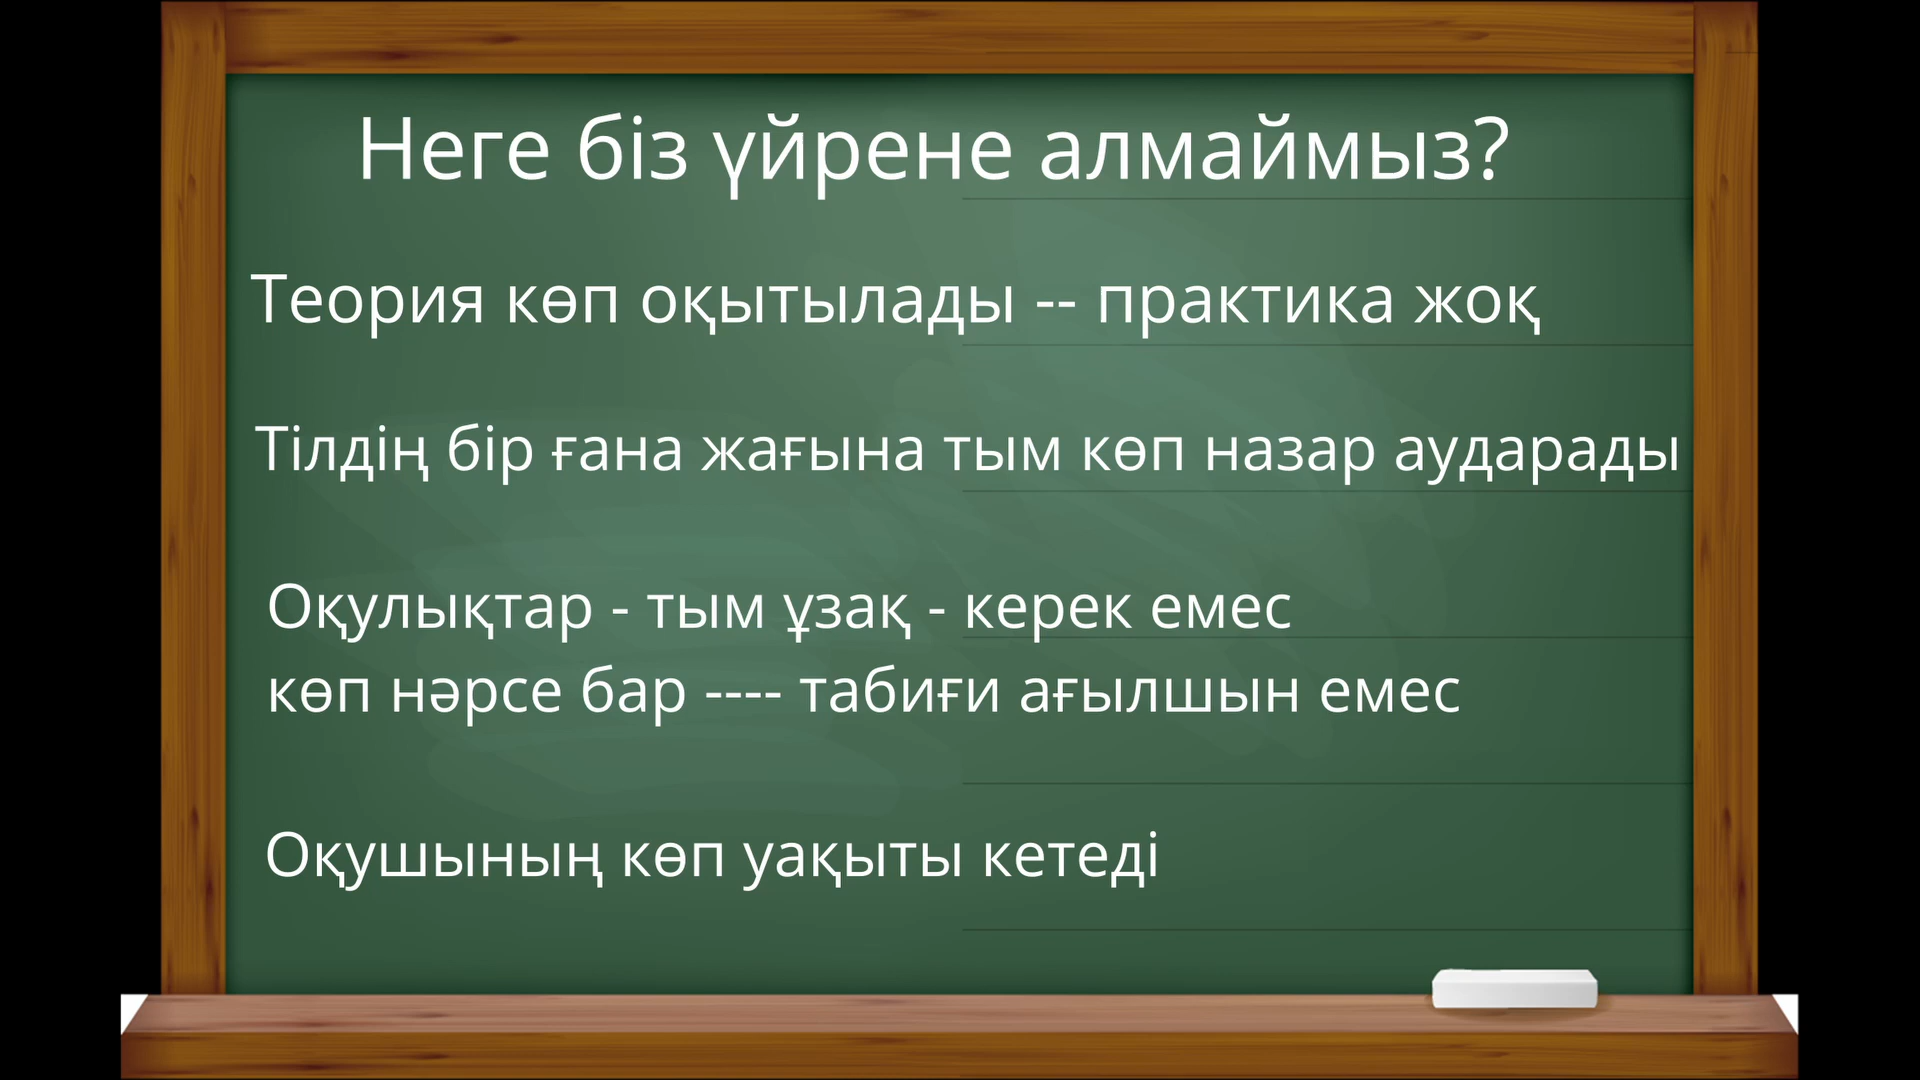 Неге біз үйрене алмаймыз?
Теория көп оқытылады -- практика жоқ
Тілдің бір ғана жағына тым көп назар аударады
Оқулықтар - тым ұзақ - керек емес
көп нәрсе бар ---- табиғи ағылшын емес
Оқушының көп уақыты кетеді